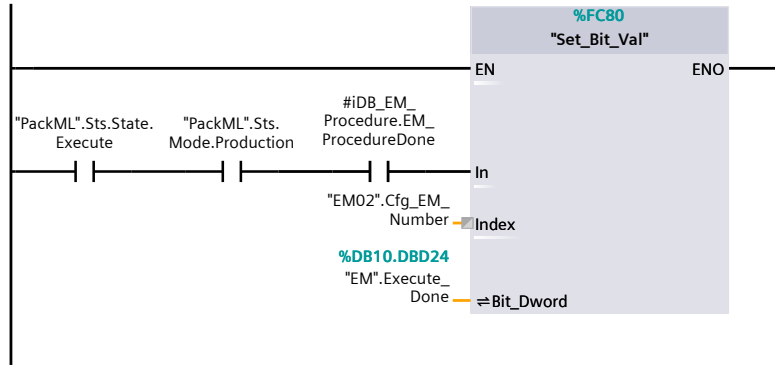 %FC80
"Set_Bit_Val"
EN
ENO
"PackML".Sts.State.
Execute
"PackML".Sts.
Mode.Production
#iDB_EM_
Procedure.EM_
ProcedureDone
In
"EM02".Cfg_EM_
Number
Index
%DB10.DBD24
"EM".Execute_
Done
⇌Bit_Dword